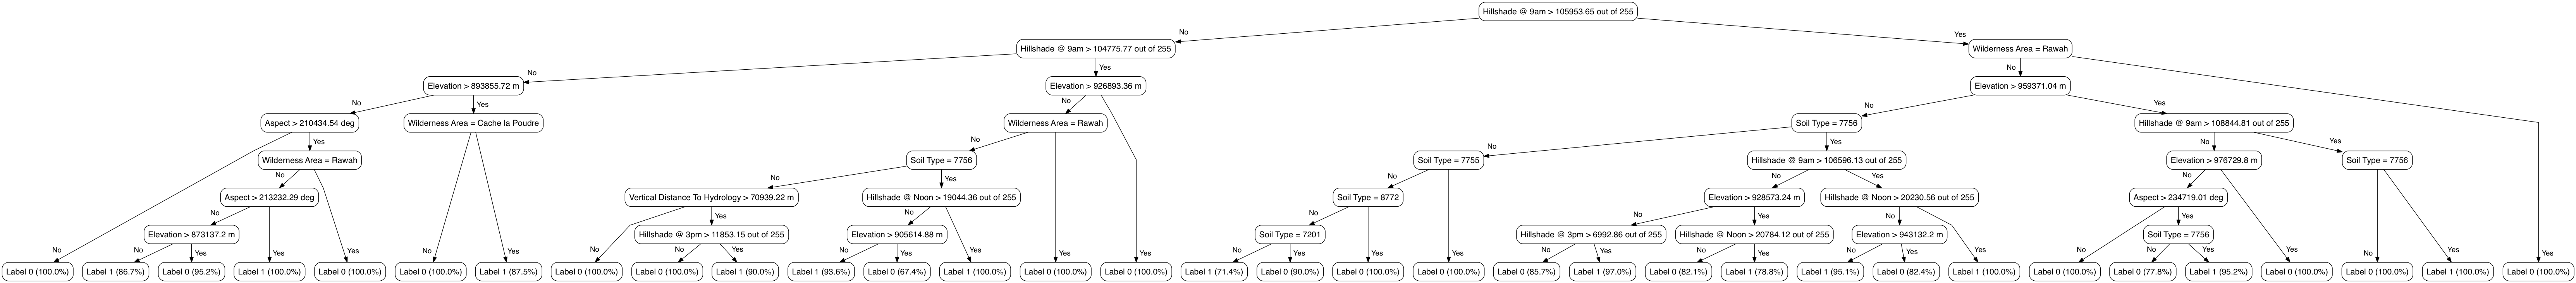 Hillshade @ 9am > 105953.65 out of 255
No
Yes
Hillshade @ 9am > 104775.77 out of 255
Wilderness Area = Rawah
No
Yes
No
Yes
Elevation > 893855.72 m
Elevation > 926893.36 m
Elevation > 959371.04 m
No
Yes
No
Yes
No
Yes
Aspect > 210434.54 deg
Wilderness Area = Cache la Poudre
Wilderness Area = Rawah
Soil Type = 7756
Hillshade @ 9am > 108844.81 out of 255
No
Yes
No
Yes
No
Yes
No
Yes
No
Yes
Wilderness Area = Rawah
Soil Type = 7756
Soil Type = 7755
Hillshade @ 9am > 106596.13 out of 255
Elevation > 976729.8 m
Soil Type = 7756
No
Yes
No
Yes
No
Yes
No
Yes
No
Yes
No
Yes
Aspect > 213232.29 deg
Vertical Distance To Hydrology > 70939.22 m
Hillshade @ Noon > 19044.36 out of 255
Soil Type = 8772
Elevation > 928573.24 m
Hillshade @ Noon > 20230.56 out of 255
Aspect > 234719.01 deg
No
Yes
No
Yes
No
Yes
No
Yes
No
Yes
No
Yes
No
Yes
Elevation > 873137.2 m
Hillshade @ 3pm > 11853.15 out of 255
Elevation > 905614.88 m
Soil Type = 7201
Hillshade @ 3pm > 6992.86 out of 255
Hillshade @ Noon > 20784.12 out of 255
Elevation > 943132.2 m
Soil Type = 7756
No
Yes
No
Yes
No
Yes
No
Yes
No
Yes
No
Yes
No
Yes
No
Yes
Label 0 (100.0%)
Label 1 (86.7%)
Label 0 (95.2%)
Label 1 (100.0%)
Label 0 (100.0%)
Label 0 (100.0%)
Label 1 (87.5%)
Label 0 (100.0%)
Label 0 (100.0%)
Label 1 (90.0%)
Label 1 (93.6%)
Label 0 (67.4%)
Label 1 (100.0%)
Label 0 (100.0%)
Label 0 (100.0%)
Label 1 (71.4%)
Label 0 (90.0%)
Label 0 (100.0%)
Label 0 (100.0%)
Label 0 (85.7%)
Label 1 (97.0%)
Label 0 (82.1%)
Label 1 (78.8%)
Label 1 (95.1%)
Label 0 (82.4%)
Label 1 (100.0%)
Label 0 (100.0%)
Label 0 (77.8%)
Label 1 (95.2%)
Label 0 (100.0%)
Label 0 (100.0%)
Label 1 (100.0%)
Label 0 (100.0%)